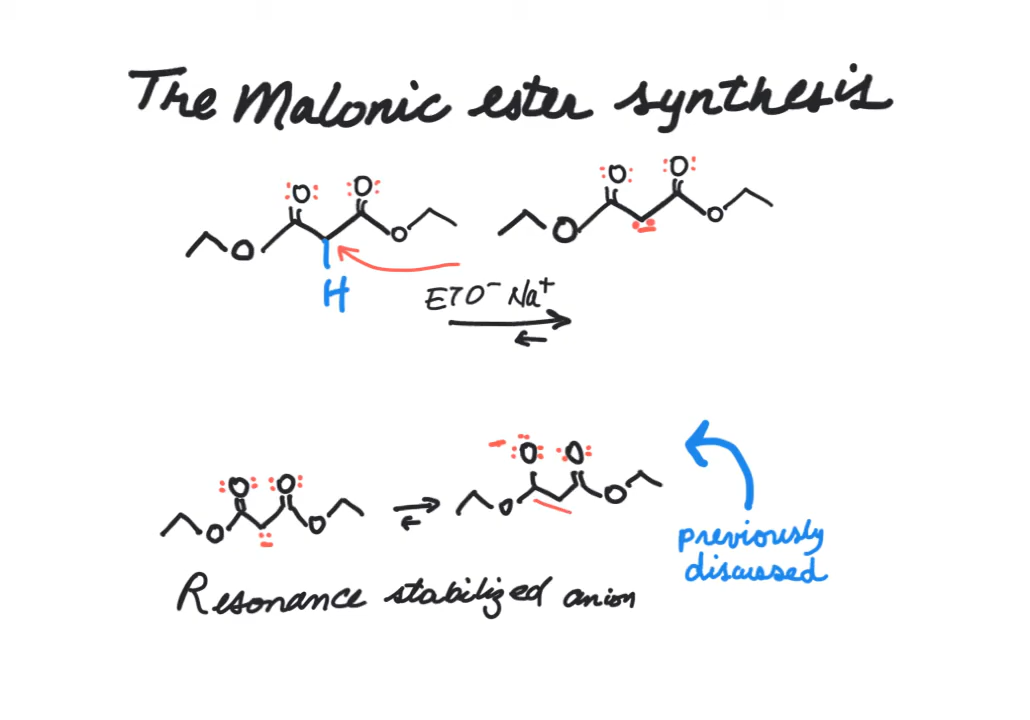 The Malonic ester synthesis
O O
O O
O O
O O
H
ETO⁻ Na⁺
O O
O O
O O
O O
previously
discussed
Resonance stabilized anion